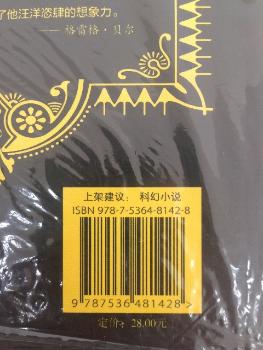 了他汪洋恣肆的想象力。
—— 格雷格·贝尔
上架建议：科幻小说
ISBN 978-7-5364-8142-8
9 787536 481428 >
定价：28.00元